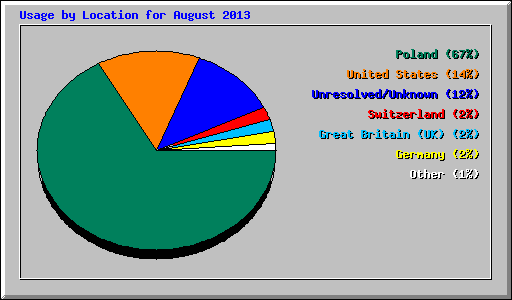 Usage by Location for August 2013
Poland (67%)
United States (14%)
Unresolved/Unknown (12%)
Switzerland (2%)
Great Britain (UK) (2%)
Germany (2%)
Other (1%)